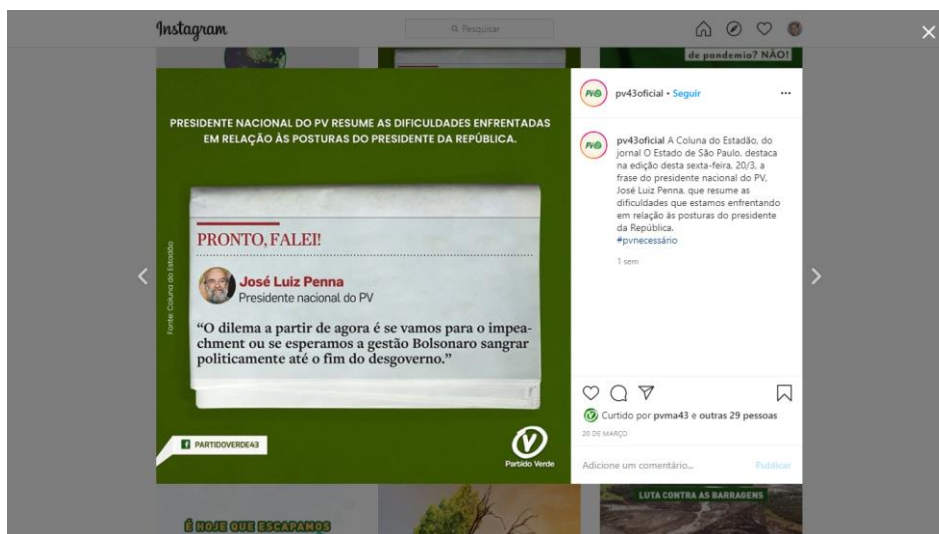 Instagram
Pesquisar
de pandemia? NÃO!
PRESIDENTE NACIONAL DO PV RESUME AS DIFICULDADES ENFRENTADAS
EM RELAÇÃO ÀS POSTURAS DO PRESIDENTE DA REPÚBLICA.
PRONTO, FALEI!
José Luiz Penna
Presidente nacional do PV
“O dilema a partir de agora é se vamos para o impea-
chment ou se esperamos a gestão Bolsonaro sangrar
politicamente até o fim do desgoverno.”
Fonte: Coluna do Estadão
PARTIDOVERDE43
Partido Verde
pv43oficial • Seguir
pv43oficial A Coluna do Estadão, do
jornal O Estado de São Paulo, destaca
na edição desta sexta-feira, 20/3, a
frase do presidente nacional do PV,
José Luiz Penna, que resume as
dificuldades que estamos enfrentando
em relação às posturas do presidente
da República.
#pvnecessário
1 sem
Curtido por pvma43 e outras 29 pessoas
20 DE MARÇO
Adicione um comentário...
Publicar
É HOJE QUE ESCAPAMOS
LUTA CONTRA AS BARRAGENS